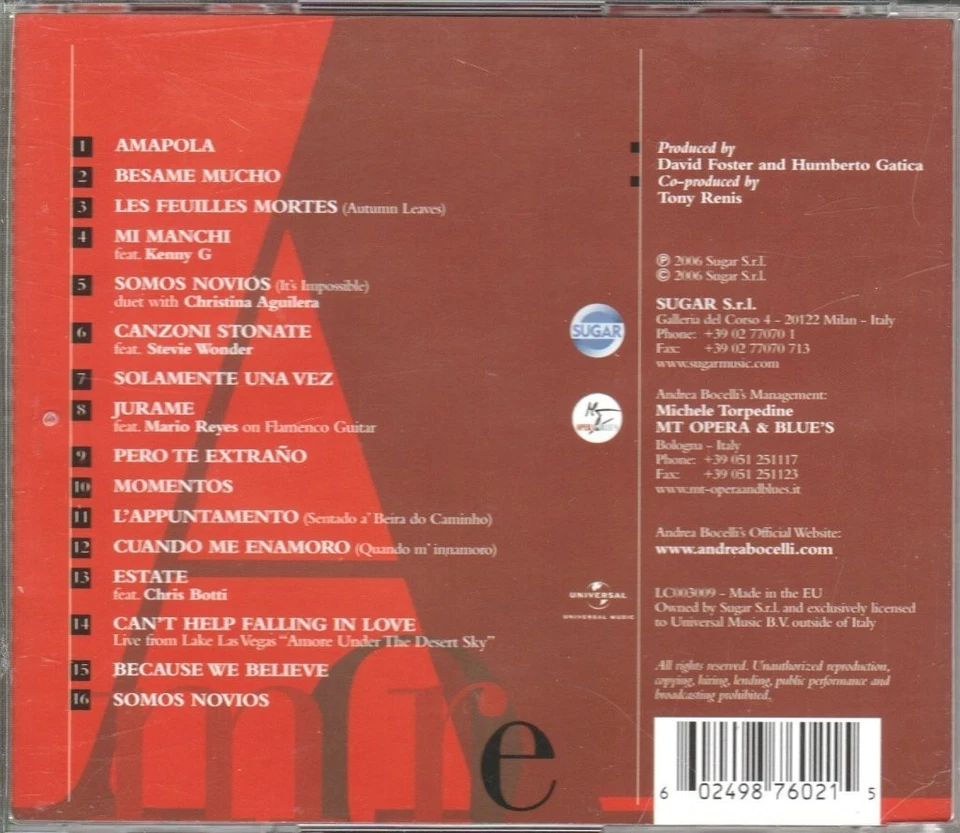 1 AMAPOLA
2 BESAME MUCHO
3 LES FEUILLES MORTES (Autumn Leaves)
4 MI MANCHI
feat. Kenny G
5 SOMOS NOVIOS (It's Impossible)
duet with Christina Aguilera
6 CANZONI STONATE
feat. Stevie Wonder
7 SOLAMENTE UNA VEZ
8 JURAME
feat. Mario Reyes on Flamenco Guitar
9 PERO TE EXTRAÑO
10 MOMENTOS
11 L'APPUNTAMENTO (Sentado a' Beira do Caminho)
12 CUANDO ME ENAMORO (Quando m' innamoro)
13 ESTATE
feat. Chris Botti
14 CAN'T HELP FALLING IN LOVE
Live from Lake Las Vegas "Amore Under The Desert Sky"
15 BECAUSE WE BELIEVE
16 SOMOS NOVIOS
Amore
Produced by
David Foster and Humberto Gatica
Co-produced by
Tony Renis
℗ 2006 Sugar S.r.l.
© 2006 Sugar S.r.l.
SUGAR
SUGAR S.r.l.
Galleria del Corso 4 - 20122 Milan - Italy
Phone: +39 02 77070 1
Fax: +39 02 77070 713
www.sugarmusic.com
Andrea Bocelli's Management:
Michele Torpedine
MT OPERA & BLUE'S
Bologna - Italy
Phone: +39 051 251117
Fax: +39 051 251123
www.mt-operaandblues.it
Andrea Bocelli's Official Website:
www.andreabocelli.com
UNIVERSAL
UNIVERSAL MUSIC
LC003009 - Made in the EU
Owned by Sugar S.r.l. and exclusively licensed
to Universal Music B.V. outside of Italy
All rights reserved. Unauthorized reproduction,
copying, hiring, lending, public performance and
broadcasting prohibited.
6 02498 76021 5